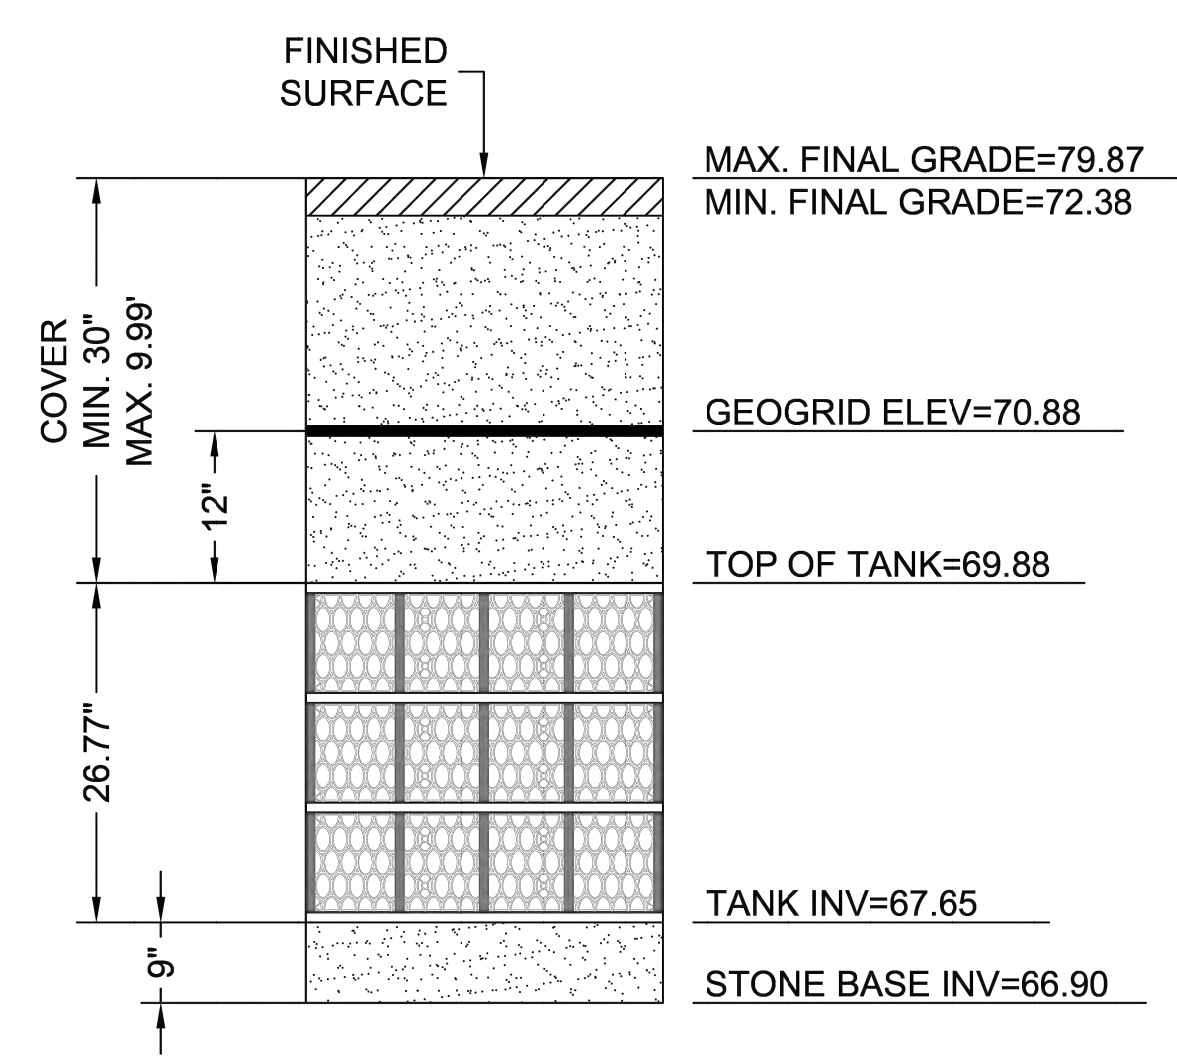 FINISHED
SURFACE
MAX. FINAL GRADE=79.87
MIN. FINAL GRADE=72.38
COVER
MIN. 30"
MAX. 9.99'
GEOGRID ELEV=70.88
12"
TOP OF TANK=69.88
26.77"
TANK INV=67.65
9"
STONE BASE INV=66.90